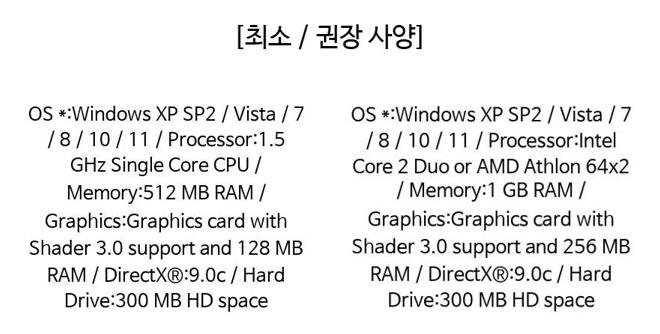 [최소 / 권장 사양]
OS *:Windows XP SP2 / Vista / 7
/ 8 / 10 / 11 / Processor:1.5
GHz Single Core CPU /
Memory:512 MB RAM /
Graphics:Graphics card with
Shader 3.0 support and 128 MB
RAM / DirectX®:9.0c / Hard
Drive:300 MB HD space
OS *:Windows XP SP2 / Vista / 7
/ 8 / 10 / 11 / Processor:Intel
Core 2 Duo or AMD Athlon 64x2
/ Memory:1 GB RAM /
Graphics:Graphics card with
Shader 3.0 support and 256 MB
RAM / DirectX®:9.0c / Hard
Drive:300 MB HD space